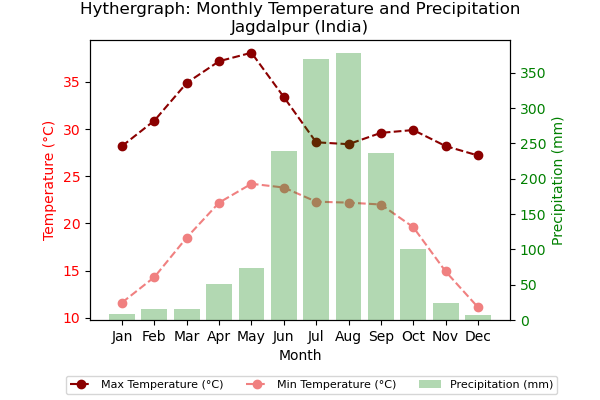 Hythergraph: Monthly Temperature and Precipitation
Jagdalpur (India)
Temperature (°C)
35
30
25
20
15
10
350
300
250
200
150
100
50
0
Precipitation (mm)
Jan Feb Mar Apr May Jun Jul Aug Sep Oct Nov Dec
Month
Max Temperature (°C) Min Temperature (°C) Precipitation (mm)